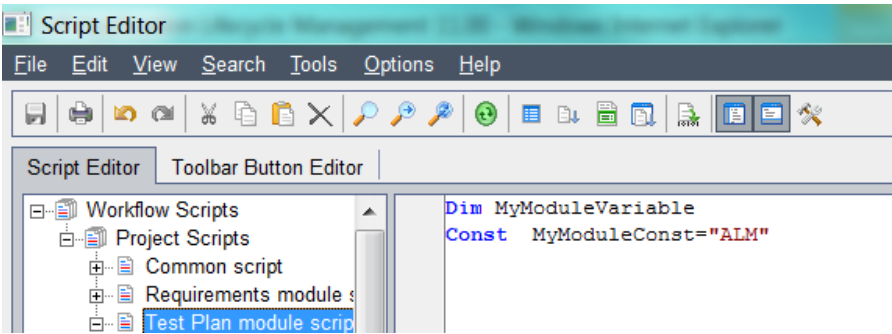 Script Editor
File Edit View Search Tools Options Help
Script Editor Toolbar Button Editor
Workflow Scripts
Project Scripts
Common script
Requirements module
Test Plan module scrip
Dim MyModuleVariable
Const MyModuleConst="ALM"